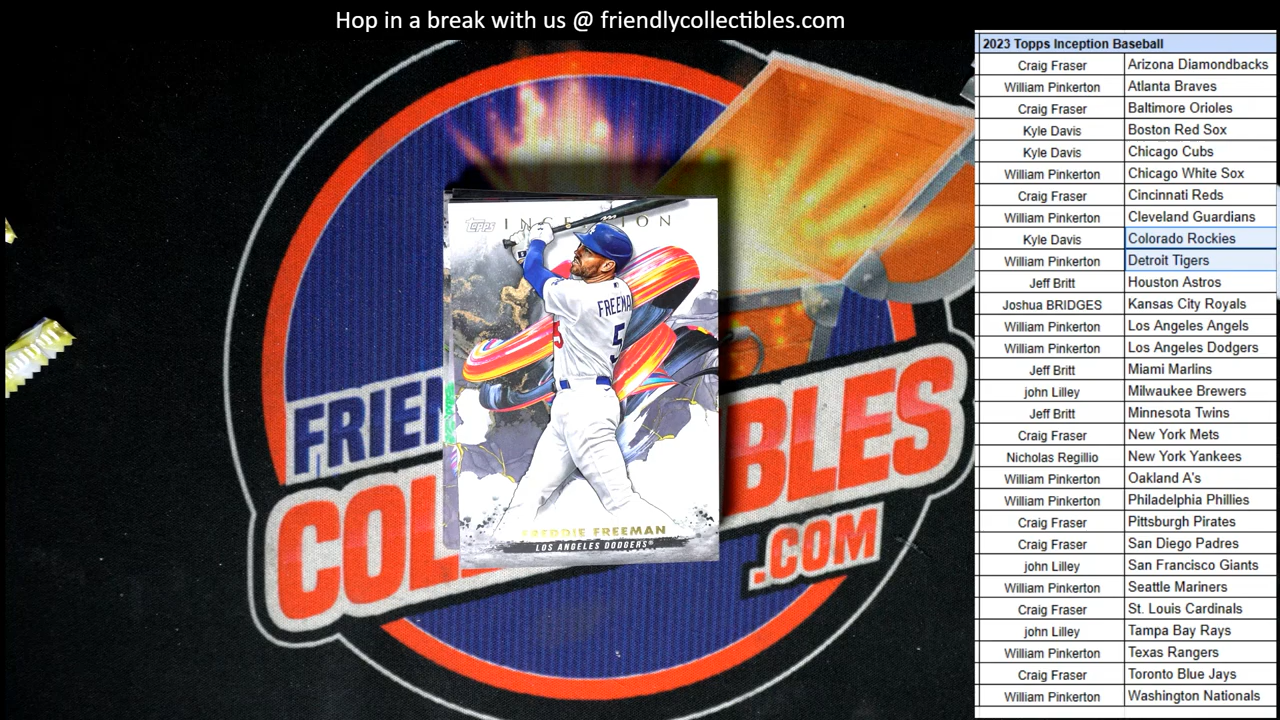 Hop in a break with us @ friendlycollectibles.com
2023 Topps Inception Baseball
Craig Fraser Arizona Diamondbacks
William Pinkerton Atlanta Braves
Craig Fraser Baltimore Orioles
Kyle Davis Boston Red Sox
Kyle Davis Chicago Cubs
William Pinkerton Chicago White Sox
Craig Fraser Cincinnati Reds
William Pinkerton Cleveland Guardians
Kyle Davis Colorado Rockies
William Pinkerton Detroit Tigers
Jeff Britt Houston Astros
Joshua BRIDGES Kansas City Royals
William Pinkerton Los Angeles Angels
William Pinkerton Los Angeles Dodgers
Jeff Britt Miami Marlins
john Lilley Milwaukee Brewers
Jeff Britt Minnesota Twins
Craig Fraser New York Mets
Nicholas Regillio New York Yankees
William Pinkerton Oakland A's
William Pinkerton Philadelphia Phillies
Craig Fraser Pittsburgh Pirates
Craig Fraser San Diego Padres
john Lilley San Francisco Giants
William Pinkerton Seattle Mariners
Craig Fraser St. Louis Cardinals
john Lilley Tampa Bay Rays
William Pinkerton Texas Rangers
Craig Fraser Toronto Blue Jays
William Pinkerton Washington Nationals
Topps INCEPTION
FREEMAN
5
FREDDIE FREEMAN
LOS ANGELES DODGERS
FRIEN
COL BLES
.COM